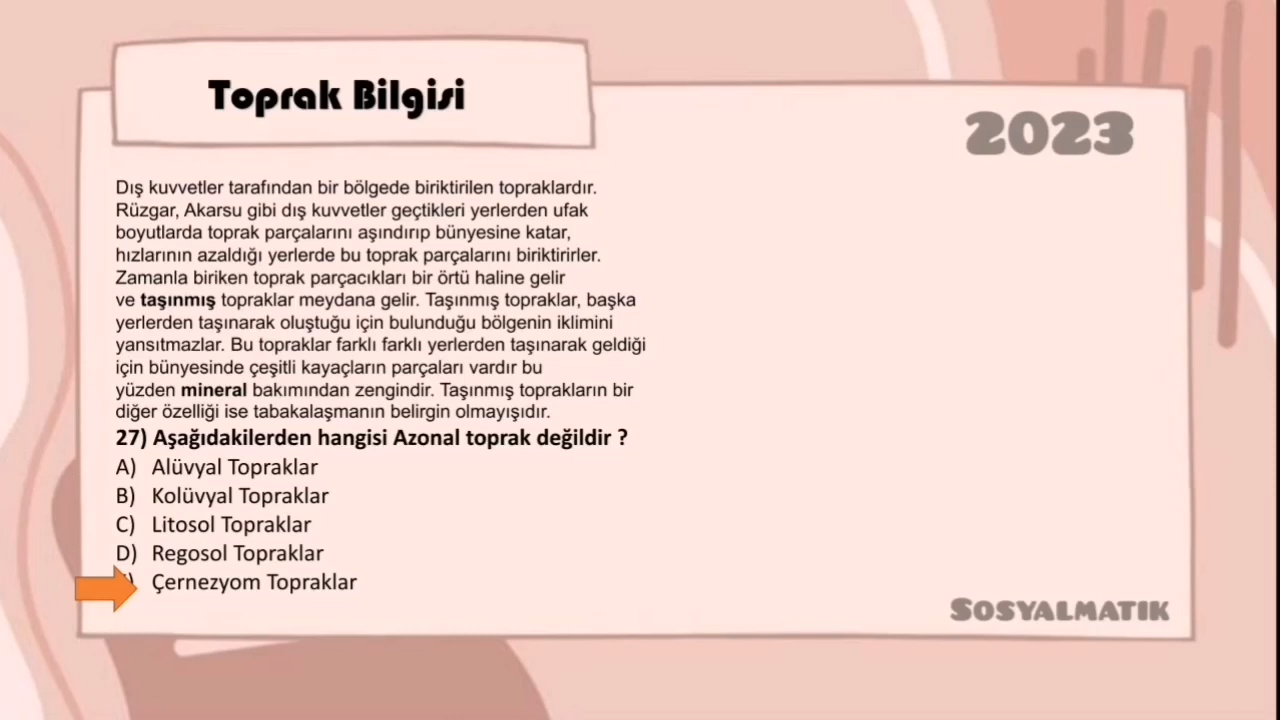 Toprak Bilgisi
2023
Dış kuvvetler tarafından bir bölgede biriktirilen topraklardır.
Rüzgar, Akarsu gibi dış kuvvetler geçtikleri yerlerden ufak
boyutlarda toprak parçalarını aşındırıp bünyesine katar,
hızlarının azaldığı yerlerde bu toprak parçalarını biriktirirler.
Zamanla biriken toprak parçacıkları bir örtü haline gelir
ve taşınmış topraklar meydana gelir. Taşınmış topraklar, başka
yerlerden taşınarak oluştuğu için bulunduğu bölgenin iklimini
yansıtmazlar. Bu topraklar farklı farklı yerlerden taşınarak geldiği
için bünyesinde çeşitli kayaçların parçaları vardır bu
yüzden mineral bakımından zengindir. Taşınmış toprakların bir
diğer özelliği ise tabakalaşmanın belirgin olmayışıdır.
27) Aşağıdakilerden hangisi Azonal toprak değildir ?
A) Alüvyal Topraklar
B) Kolüvyal Topraklar
C) Litosol Topraklar
D) Regosol Topraklar
) Çernezyom Topraklar
SOSYALMATIK